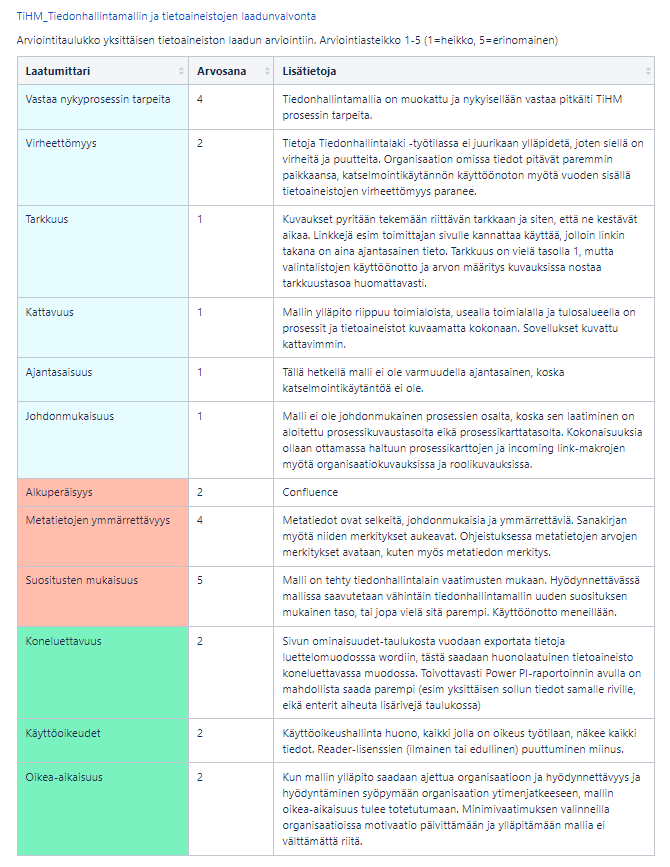 TiHM_Tiedonhallintamallin ja tietoaineistojen laadunvalvonta
Arviointitaulukko yksittäisen tietoaineiston laadun arviointiin. Arviointiasteikko 1-5 (1=heikko, 5=erinomainen)
Laatumittari Arvosana Lisätietoja
Vastaa nykyprosessin tarpeita 4 Tiedonhallintamallia on muokattu ja nykyisellään vastaa pitkälti TiHM
prosessin tarpeita.
Virheettömyys 2 Tietoja Tiedonhallintalaki -työtilassa ei juurikaan ylläpidetä, joten siellä on
virheitä ja puutteita. Organisaation omissa tiedot pitävät paremmin
paikkaansa, katselmointikäytännön käyttöönoton myötä vuoden sisällä
tietoaineistojen virheettömyys paranee.
Tarkkuus 1 Kuvaukset pyritään tekemään riittävän tarkkaan ja siten, että ne kestävät
aikaa. Linkkejä esim toimittajan sivulle kannattaa käyttää, jolloin linkin
takana on aina ajantasainen tieto. Tarkkuus on vielä tasolla 1, mutta
valintalistojen käyttöönotto ja arvon määritys kuvauksissa nostaa
tarkkuustasoa huomattavasti.
Kattavuus 1 Mallin ylläpito riippuu toimialoista, usealla toimialalla ja tulosalueella on
prosessit ja tietoaineistot kuvaamatta kokonaan. Sovellukset kuvattu
kattavimmin.
Ajantasaisuus 1 Tällä hetkellä malli ei ole varmuudella ajantasainen, koska
katselmointikäytäntöä ei ole.
Johdonmukaisuus 1 Malli ei ole johdonmukainen prosessien osalta, koska sen laatiminen on
aloitettu prosessikuvaustasolta eikä prosessikarttatasolta. Kokonaisuuksia
ollaan ottamassa haltuun prosessikarttojen ja incoming link-makrojen
myötä organisaatiokuvauksissa ja roolikuvauksissa.
Alkuperäisyys 2 Confluence
Metatietojen ymmärrettävyys 4 Metatiedot ovat selkeitä, johdonmukaisia ja ymmärrettäviä. Sanakirjan
myötä niiden merkitykset aukeavat. Ohjeistuksessa metatietojen arvojen
merkitykset avataan, kuten myös metatiedon merkitys.
Suositusten mukaisuus 5 Malli on tehty tiedonhallintalain vaatimusten mukaan. Hyödynnettävässä
mallissa saavutetaan vähintäin tiedonhallintamallin uuden suosituksen
mukainen taso, tai jopa vielä sitä parempi. Käyttöönotto meneillään.
Koneluettavuus 2 Sivun ominaisuudet-taulukosta vuodaan exportata tietoja
luettelomuodosssa wordiin, tästä saadaan huonolaatuinen tietoaineisto
koneluettavassa muodossa. Toivottavasti Power PI-raportoinnin avulla on
mahdollista saada parempi (esim yksittäisen sollun tiedot samalle riville,
eikä enterit aiheuta lisärivejä taulukossa)
Käyttöoikeudet 2 Käyttöoikeushallinta huono, kaikki jolla on oikeus työtilaan, näkee kaikki
tiedot. Reader-lisenssien (ilmainen tai edullinen) puuttuminen miinus.
Oikea-aikaisuus 2 Kun mallin ylläpito saadaan ajettua organisaatioon ja hyödynnettävyys ja
hyödyntäminen syöpymään organisaation ytimenjatkeeseen, mallin
oikea-aikaisuus tulee totetutumaan. Minimivaatimuksen valinneilla
organisaatioissa motivaatio päivittämään ja ylläpitämään mallia ei
välttämättä riitä.